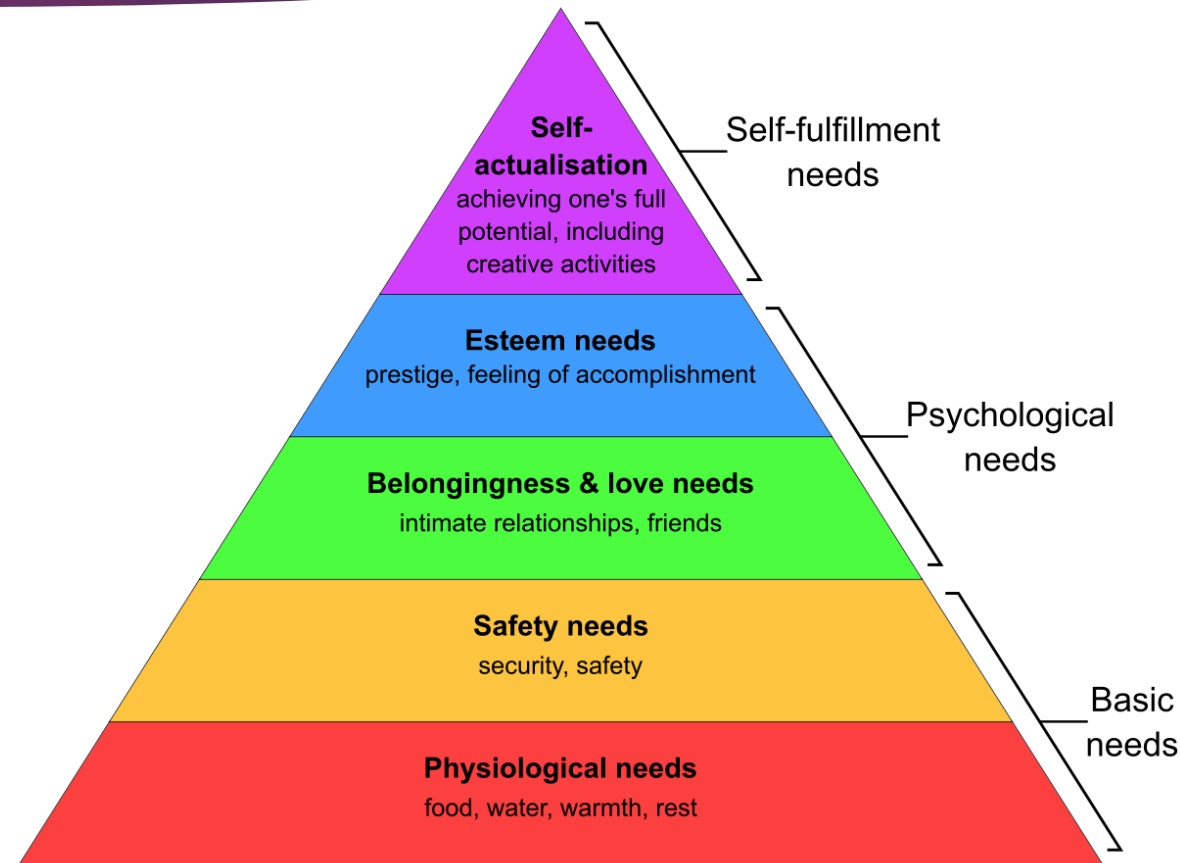 Self-
actualisation
achieving one's full
potential, including
creative activities
Self-fulfillment
needs
Esteem needs
prestige, feeling of accomplishment
Psychological
needs
Belongingness & love needs
intimate relationships, friends
Safety needs
security, safety
Basic
needs
Physiological needs
food, water, warmth, rest